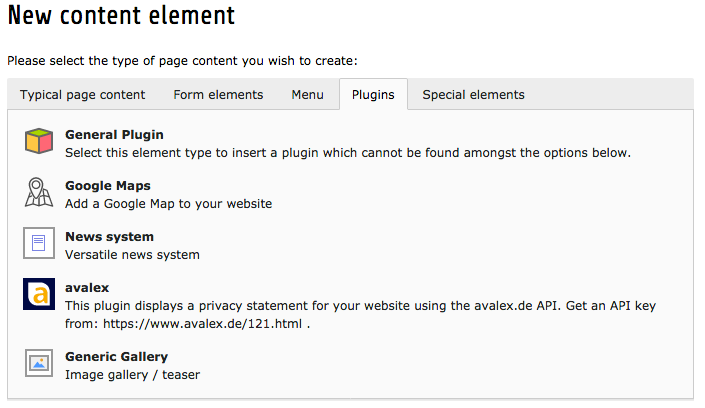 New content element
Please select the type of page content you wish to create:
Typical page content Form elements Menu Plugins Special elements
General Plugin
Select this element type to insert a plugin which cannot be found amongst the options below.
Google Maps
Add a Google Map to your website
News system
Versatile news system
a
avalex
This plugin displays a privacy statement for your website using the avalex.de API. Get an API key
from: https://www.avalex.de/121.html .
Generic Gallery
Image gallery / teaser